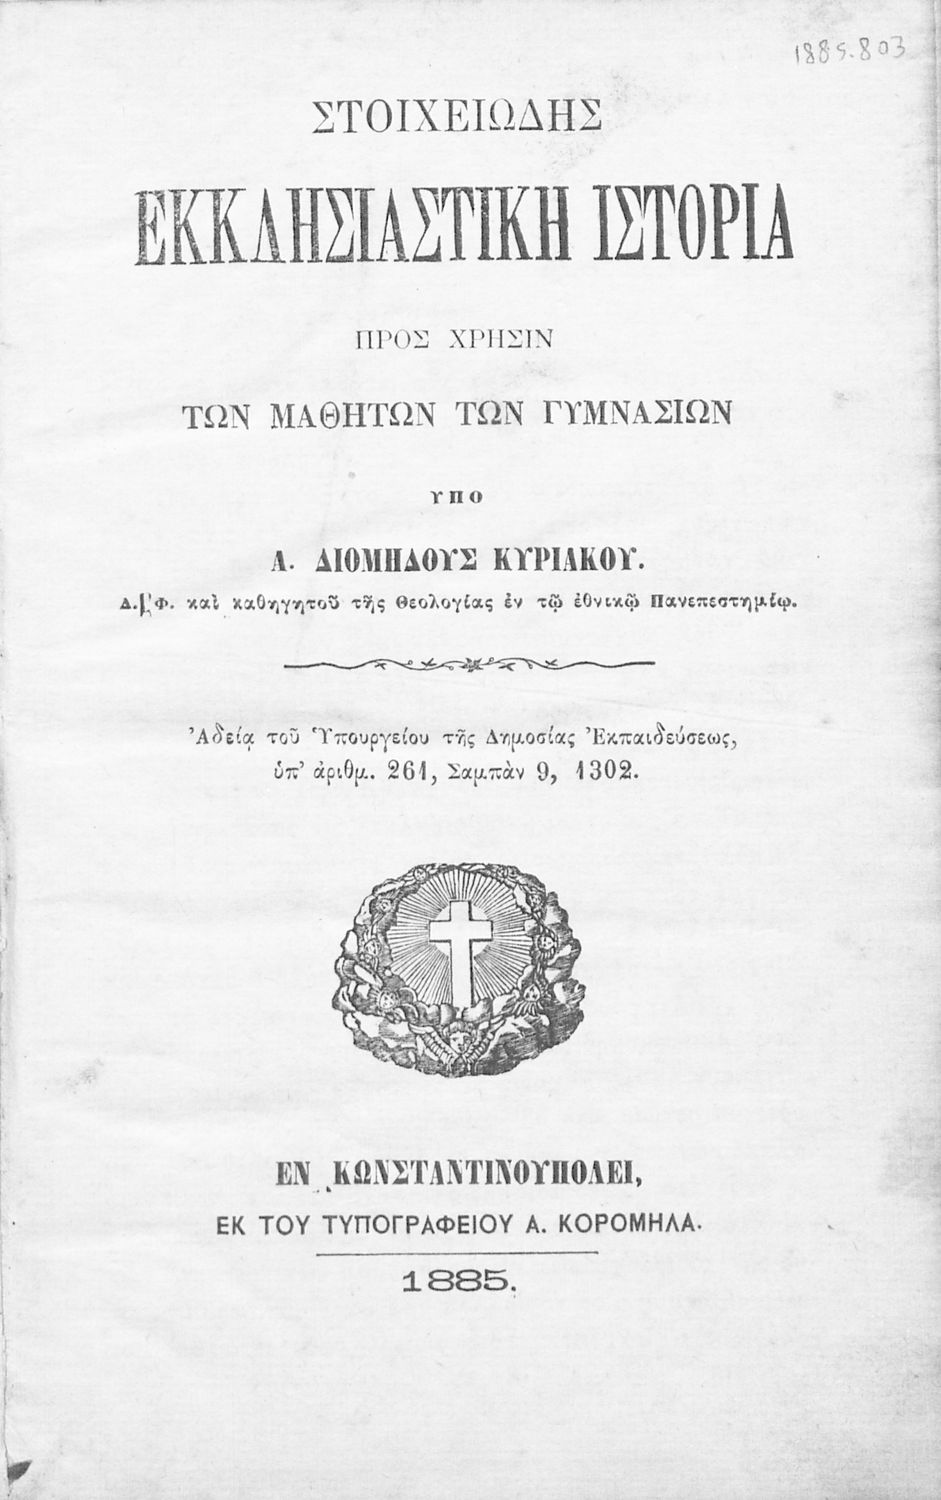 1885.803
ΣΤΟΙΧΕΙΩΔΗΣ
ΕΚΚΛΗΣΙΑΣΤΙΚΗ ΙΣΤΟΡΙΑ
ΠΡΟΣ ΧΡΗΣΙΝ
ΤΩΝ ΜΑΘΗΤΩΝ ΤΩΝ ΓΥΜΝΑΣΙΩΝ
ΥΠΟ
Α. ΔΙΟΜΗΔΟΥΣ ΚΥΡΙΑΚΟΥ.
Δ. Φ. καὶ καθηγητοῦ τῆς Θεολογίας ἐν τῷ ἐθνικῷ Πανεπεστημίῳ.
Ἀδείᾳ τοῦ Ὑπουργείου τῆς Δημοσίας Ἐκπαιδεύσεως,
ὑπ' ἀριθμ. 261, Σαμπὰν 9, 1302.
ΕΝ ΚΩΝΣΤΑΝΤΙΝΟΥΠΟΛΕΙ,
ΕΚ ΤΟΥ ΤΥΠΟΓΡΑΦΕΙΟΥ Α. ΚΟΡΟΜΗΛΑ.
1885.